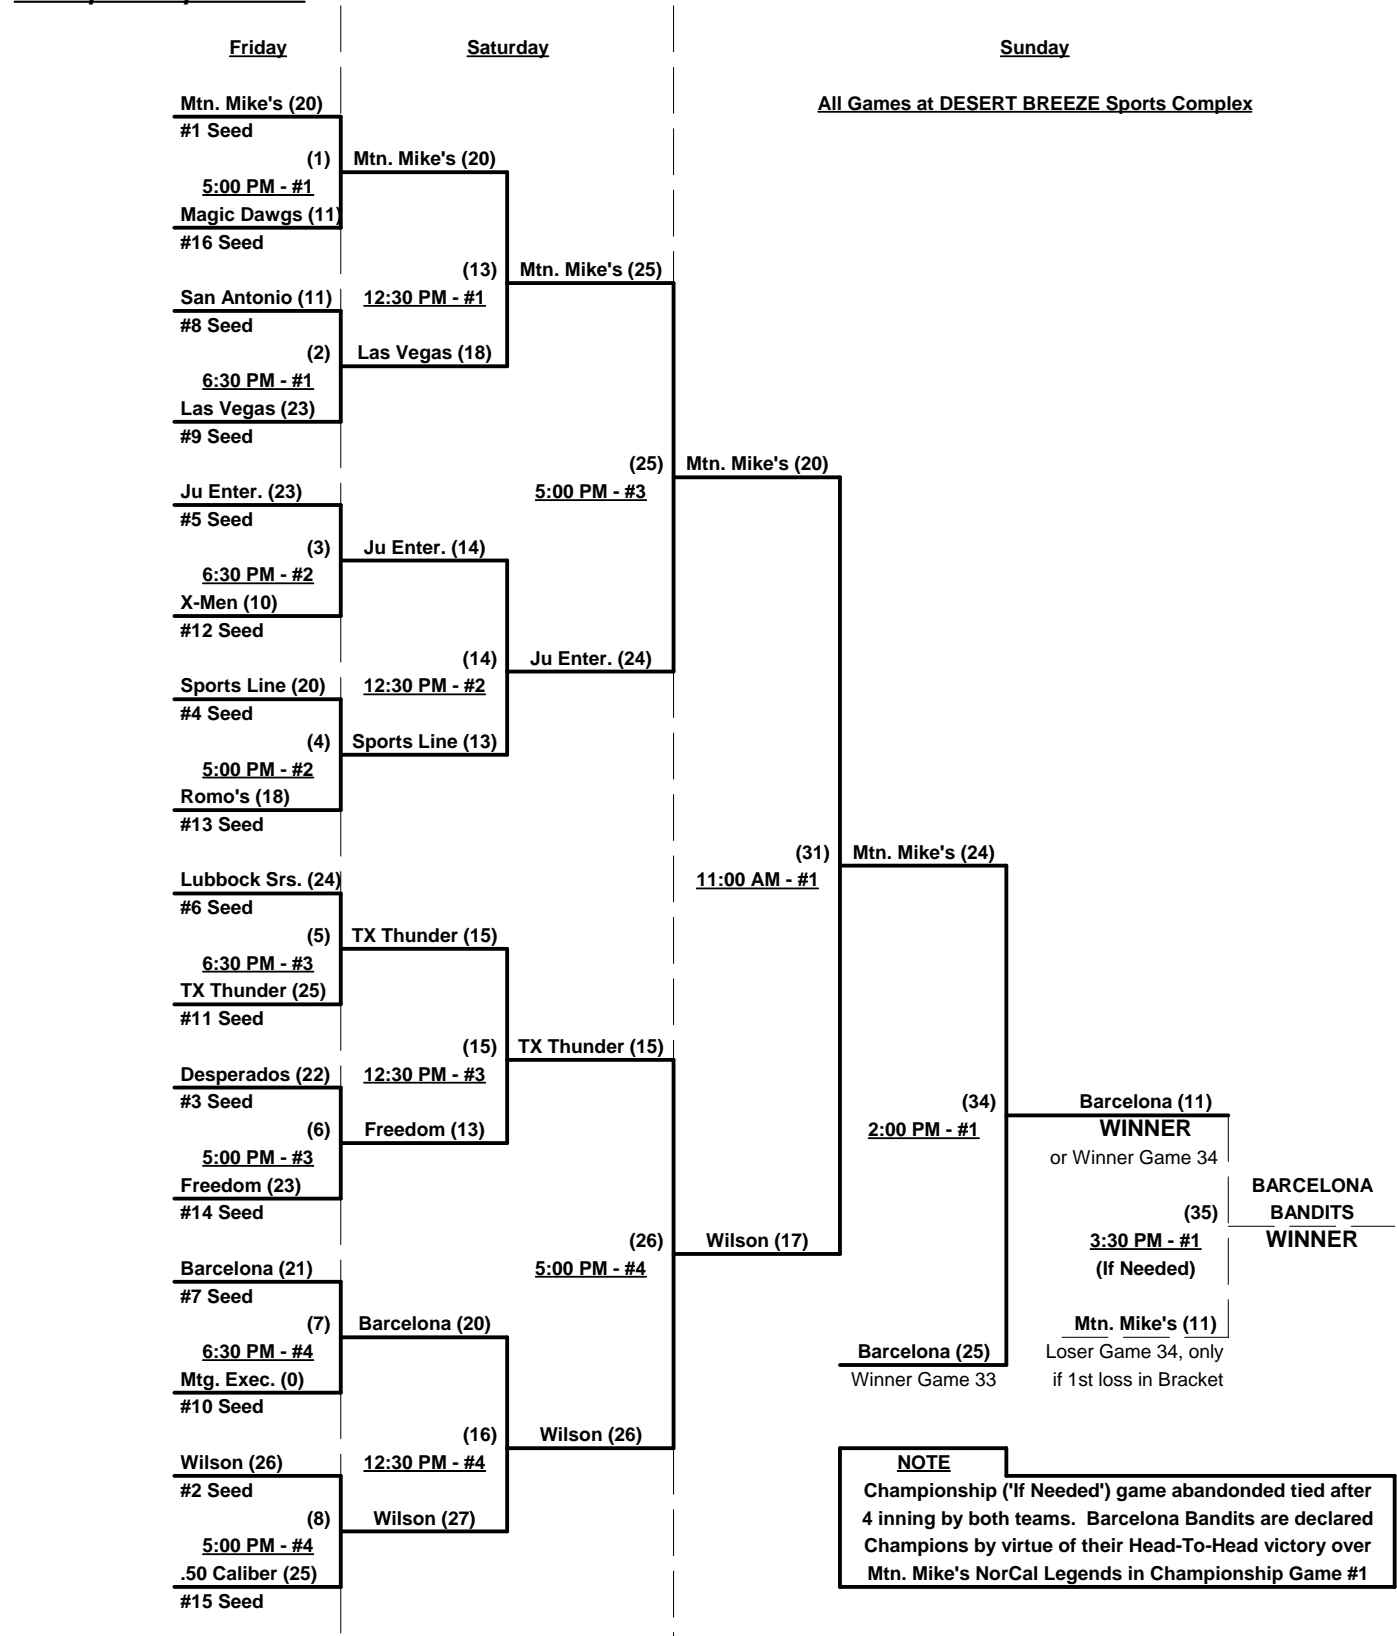 Friday
Saturday
Sunday
All Games at DESERT BREEZE Sports Complex
Mtn. Mike's (20)
#1 Seed
(1)
5:00 PM - #1
Magic Dawgs (11)
#16 Seed
San Antonio (11)
#8 Seed
(2)
6:30 PM - #1
Las Vegas (23)
#9 Seed
Ju Enter. (23)
#5 Seed
(3)
6:30 PM - #2
X-Men (10)
#12 Seed
Sports Line (20)
#4 Seed
(4)
5:00 PM - #2
Romo's (18)
#13 Seed
Lubbock Srs. (24)
#6 Seed
(5)
6:30 PM - #3
TX Thunder (25)
#11 Seed
Desperados (22)
#3 Seed
(6)
5:00 PM - #3
Freedom (23)
#14 Seed
Barcelona (21)
#7 Seed
(7)
6:30 PM - #4
Mtg. Exec. (0)
#10 Seed
Wilson (26)
#2 Seed
(8)
5:00 PM - #4
.50 Caliber (25)
#15 Seed
Mtn. Mike's (20)
(13)
12:30 PM - #1
Las Vegas (18)
Ju Enter. (14)
(14)
12:30 PM - #2
Sports Line (13)
TX Thunder (15)
(15)
12:30 PM - #3
Freedom (13)
Barcelona (20)
(16)
12:30 PM - #4
Wilson (27)
Mtn. Mike's (25)
(25)
5:00 PM - #3
Ju Enter. (24)
TX Thunder (15)
(26)
5:00 PM - #4
Wilson (26)
Mtn. Mike's (20)
(31)
11:00 AM - #1
Wilson (17)
Mtn. Mike's (24)
(34)
2:00 PM - #1
Barcelona (25)
Winner Game 33
Barcelona (11)
WINNER
or Winner Game 34
(35)
3:30 PM - #1
(If Needed)
Mtn. Mike's (11)
Loser Game 34, only
if 1st loss in Bracket
BARCELONA
BANDITS
WINNER
NOTE
Championship ('If Needed') game abandonded tied after
4 inning by both teams. Barcelona Bandits are declared
Champions by virtue of their Head-To-Head victory over
Mtn. Mike's NorCal Legends in Championship Game #1